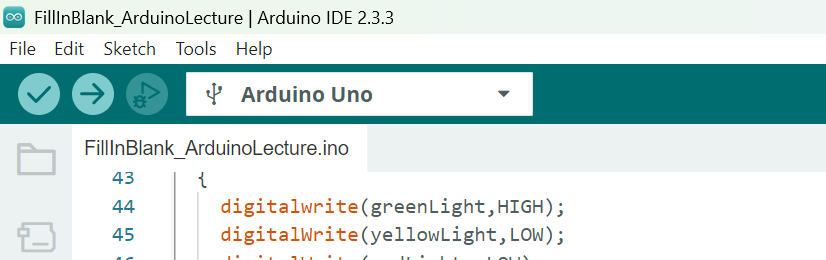 FillInBlank_ArduinoLecture | Arduino IDE 2.3.3
File Edit Sketch Tools Help
Arduino Uno
FillInBlank_ArduinoLecture.ino
43 {
44 digitalwrite(greenLight,HIGH);
45 digitalWrite(yellowLight,LOW);